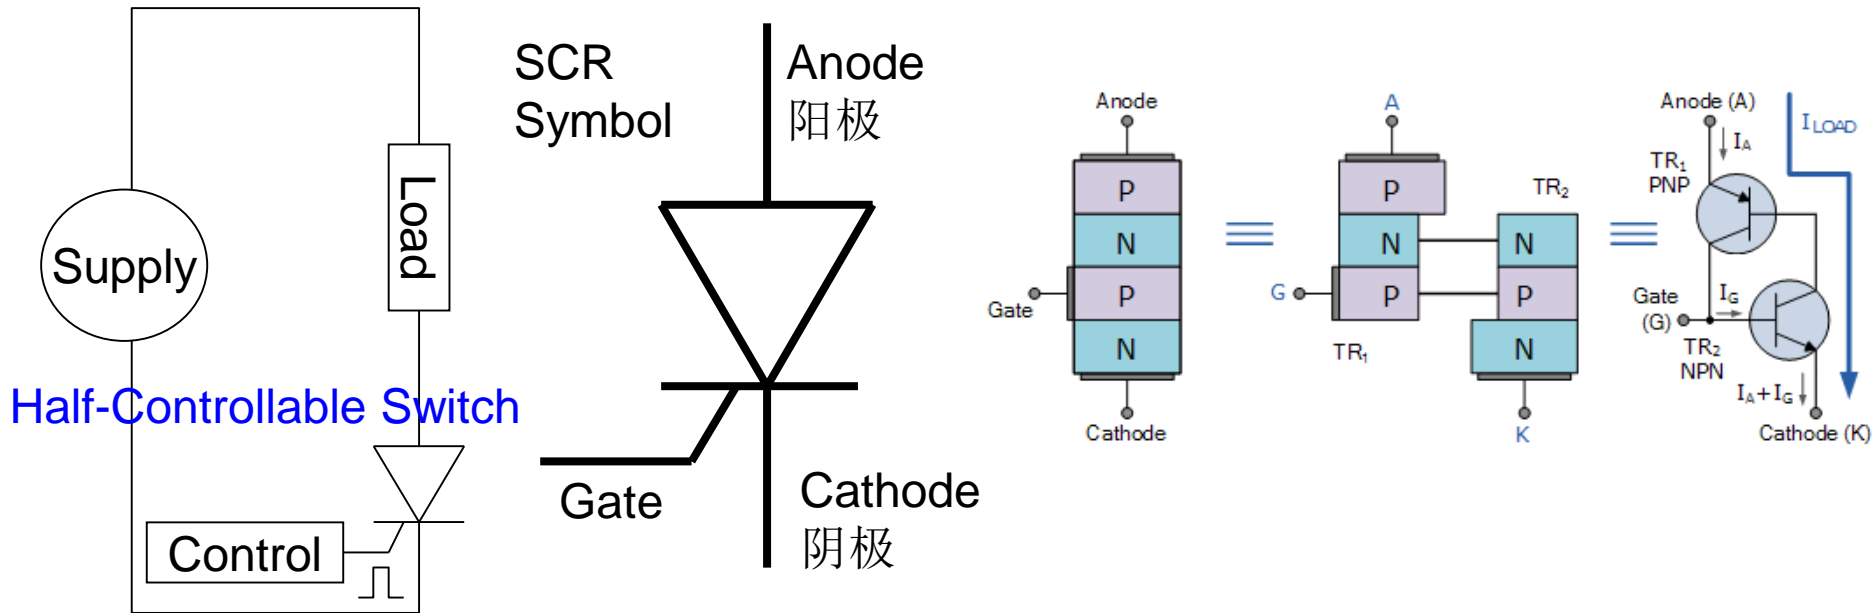 Supply
Load
Half-Controllable Switch
Control
SCR
Symbol
Anode
阳极
Gate
Cathode
阴极
Anode
P
N
P
N
Gate
Cathode
A
P
N
P
G
TR₁
TR₂
N
P
N
K
Anode (A)
I_A
I_LOAD
TR₁
PNP
Gate
(G)
I_G
TR₂
NPN
I_A+I_G
Cathode (K)